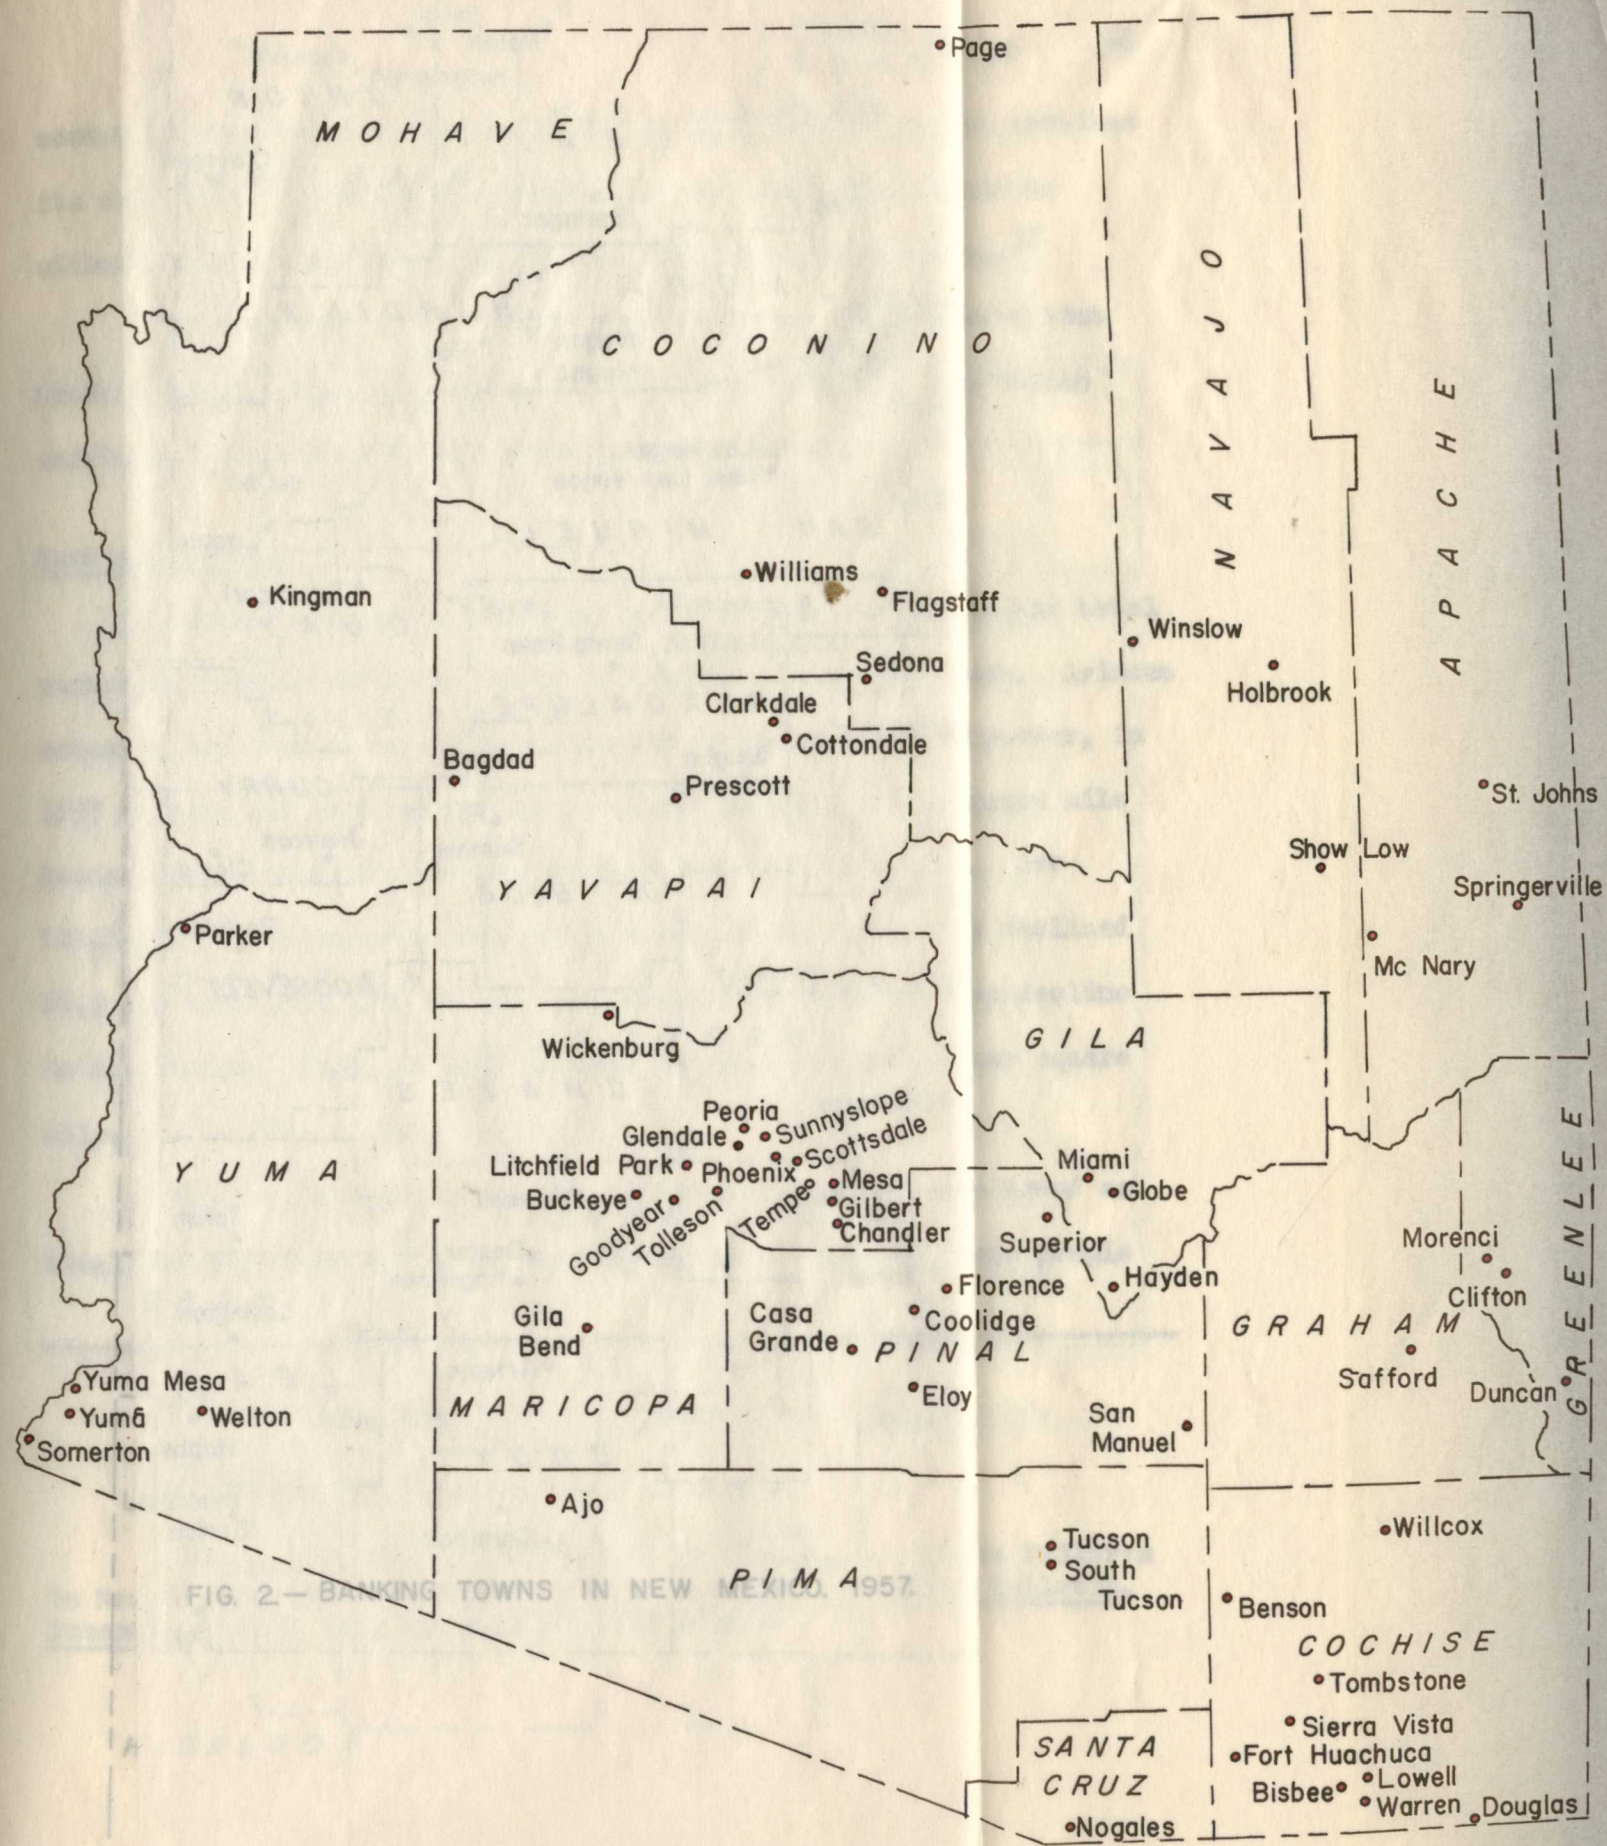 Page
MOHAVE
NAVAJO
COCONINO
APACHE
Williams
Kingman
Flagstaff
Winslow
Sedona
Holbrook
Clarkdale
Cottondale
Bagdad
Prescott
St. Johns
Show Low
YAVAPAI
Springerville
Parker
Mc Nary
GILA
Wickenburg
Peoria
Sunnyslope
Glendale
Scottsdale
Litchfield Park
Phoenix
Miami
YUMA
Mesa
Globe
Buckeye
Gilbert
Goodyear
Tolleson
Tempe
Chandler
Superior
Morenci
GREENLEE
Florence
Hayden
Clifton
Gila
Bend
Casa
Grande
Coolidge
GRAHAM
PINAL
Safford
Yuma Mesa
Duncan
Eloy
MARICOPA
Yuma
Welton
San
Manuel
Somerton
Ajo
Willcox
Tucson
South
Tucson
PIMA
FIG. 2.— BANKING TOWNS IN NEW MEXICO. 1957.
Benson
COCHISE
Tombstone
Sierra Vista
SANTA
CRUZ
Fort Huachuca
Lowell
Bisbee
Warren
Douglas
Nogales